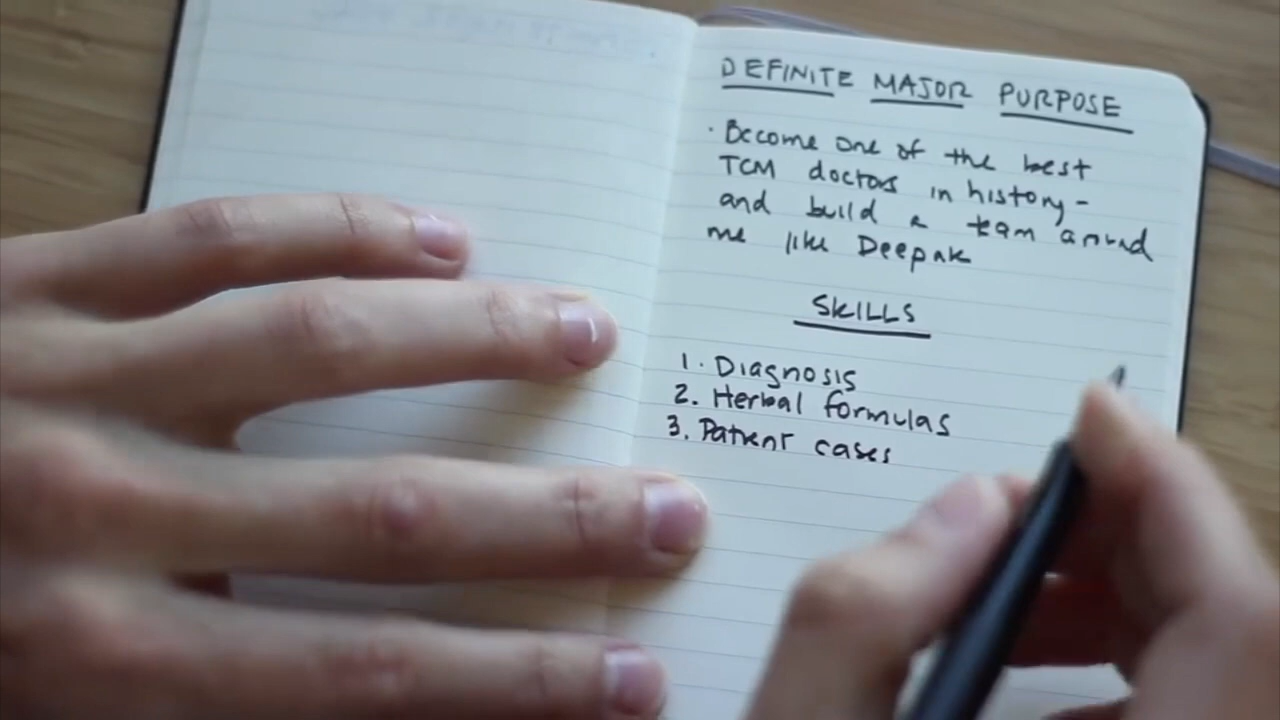 DEFINITE MAJOR PURPOSE
· Become one of the best
TCM doctors in history -
and build a team around
me like Deepak
SKILLS
1. Diagnosis
2. Herbal formulas
3. Patient cases